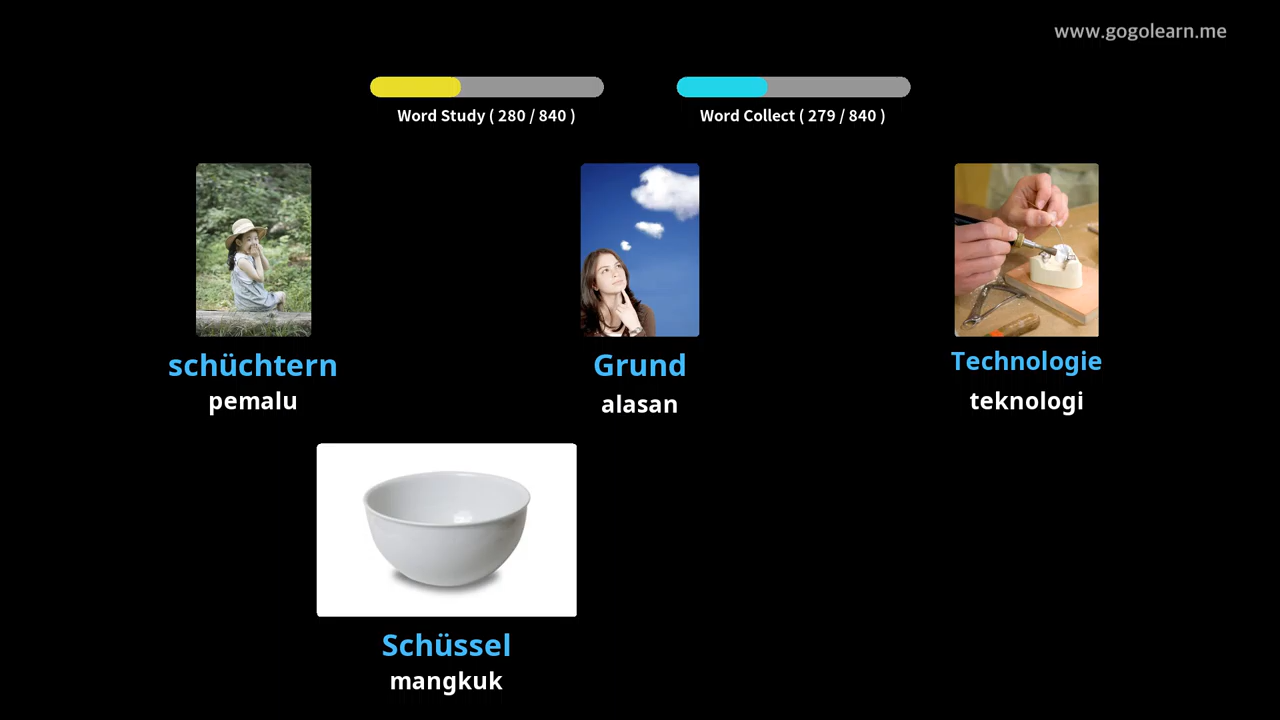 www.gogolearn.me
Word Study ( 280 / 840 )
Word Collect ( 279 / 840 )
schüchtern
pemalu
Grund
alasan
Technologie
teknologi
Schüssel
mangkuk